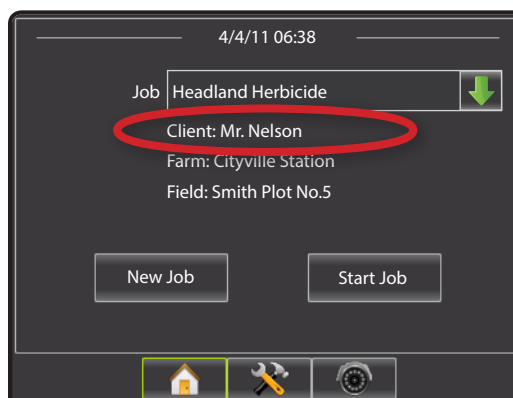 4/4/11 06:38
Job Headland Herbicide
Client: Mr. Nelson
Farm: Cityville Station
Field: Smith Plot No.5
New Job Start Job